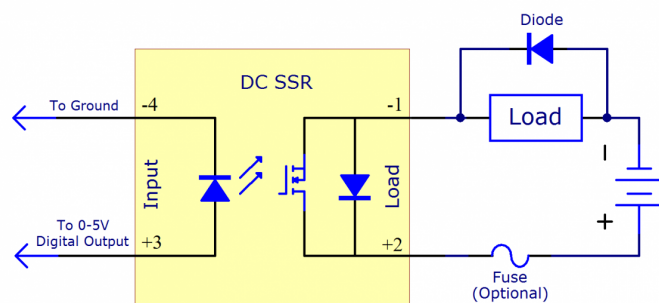 Diode
DC SSR
To Ground
-4
-1
Load
Input
Load
-
+
To 0-5V
Digital Output
+3
+2
Fuse
(Optional)